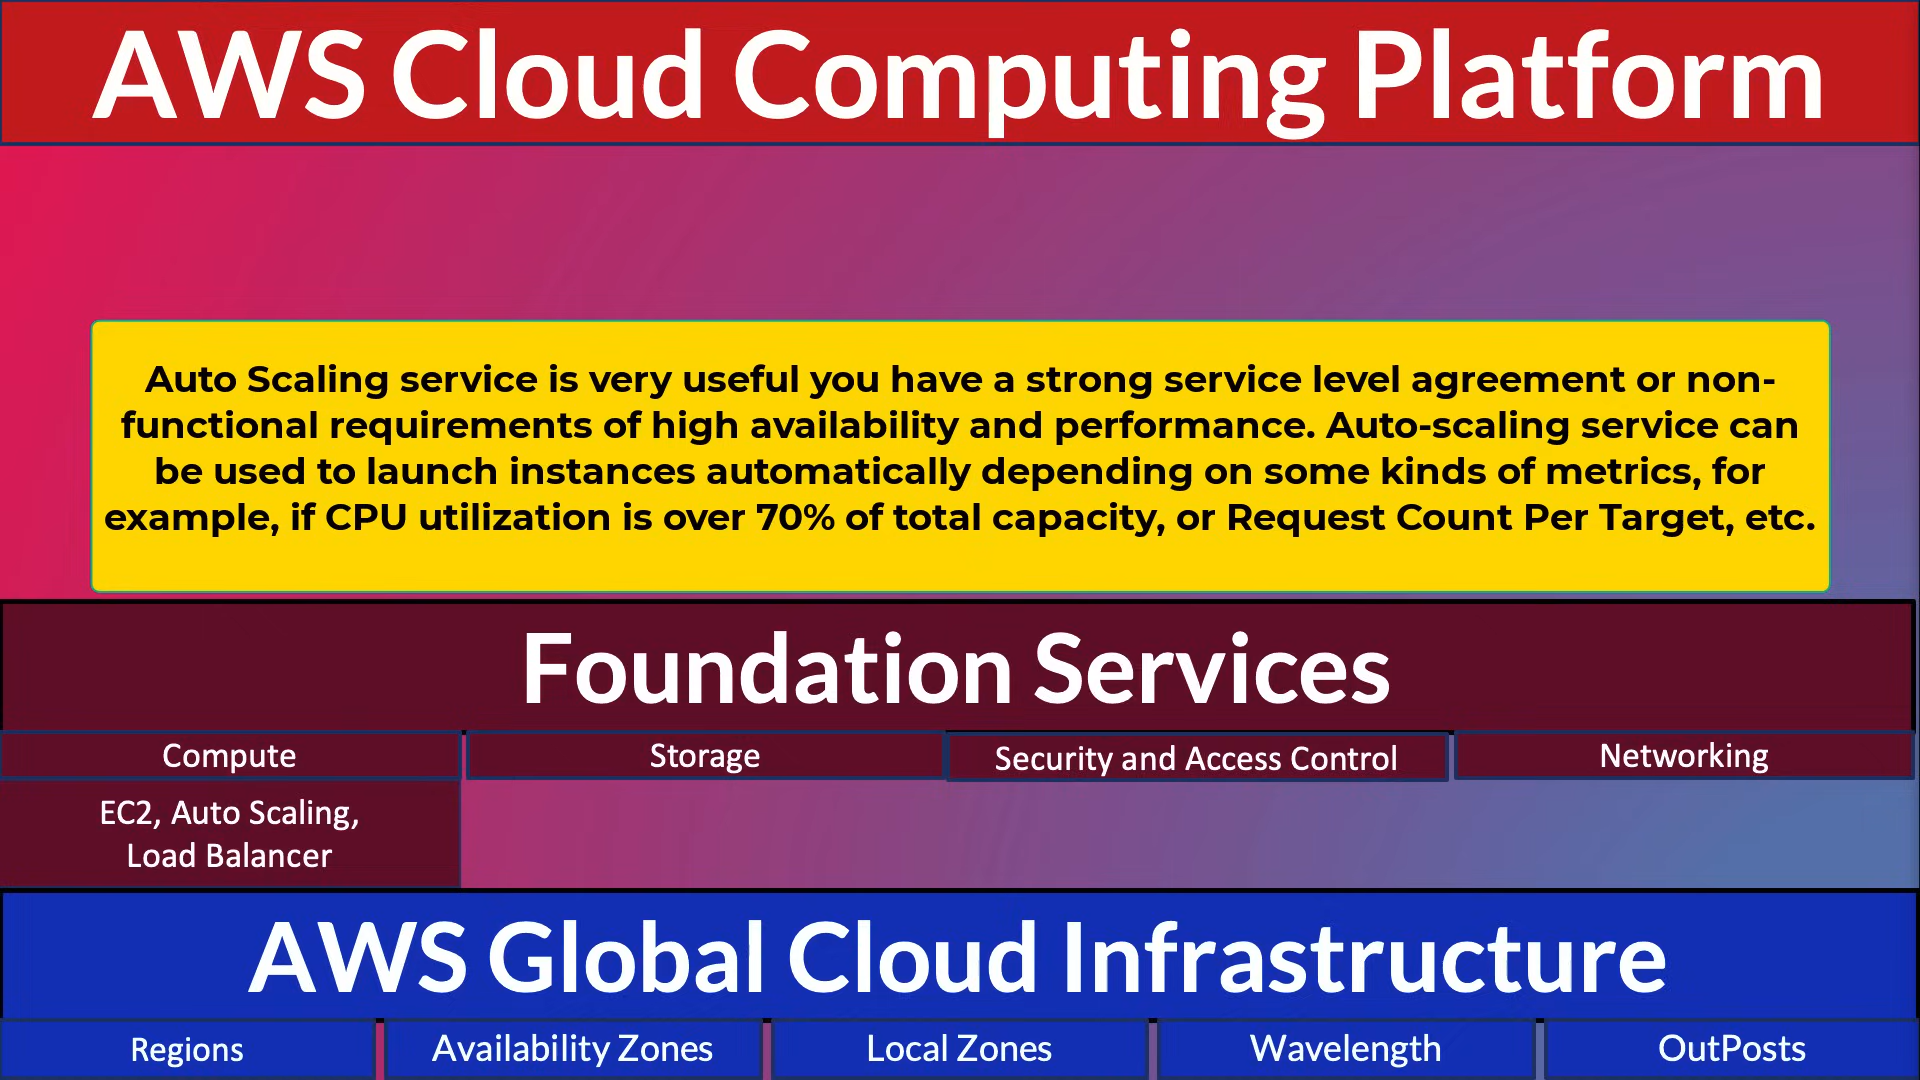 AWS Cloud Computing Platform
Auto Scaling service is very useful you have a strong service level agreement or non-
functional requirements of high availability and performance. Auto-scaling service can
be used to launch instances automatically depending on some kinds of metrics, for
example, if CPU utilization is over 70% of total capacity, or Request Count Per Target, etc.
Foundation Services
Compute
Storage
Security and Access Control
Networking
EC2, Auto Scaling,
Load Balancer
AWS Global Cloud Infrastructure
Regions
Availability Zones
Local Zones
Wavelength
OutPosts